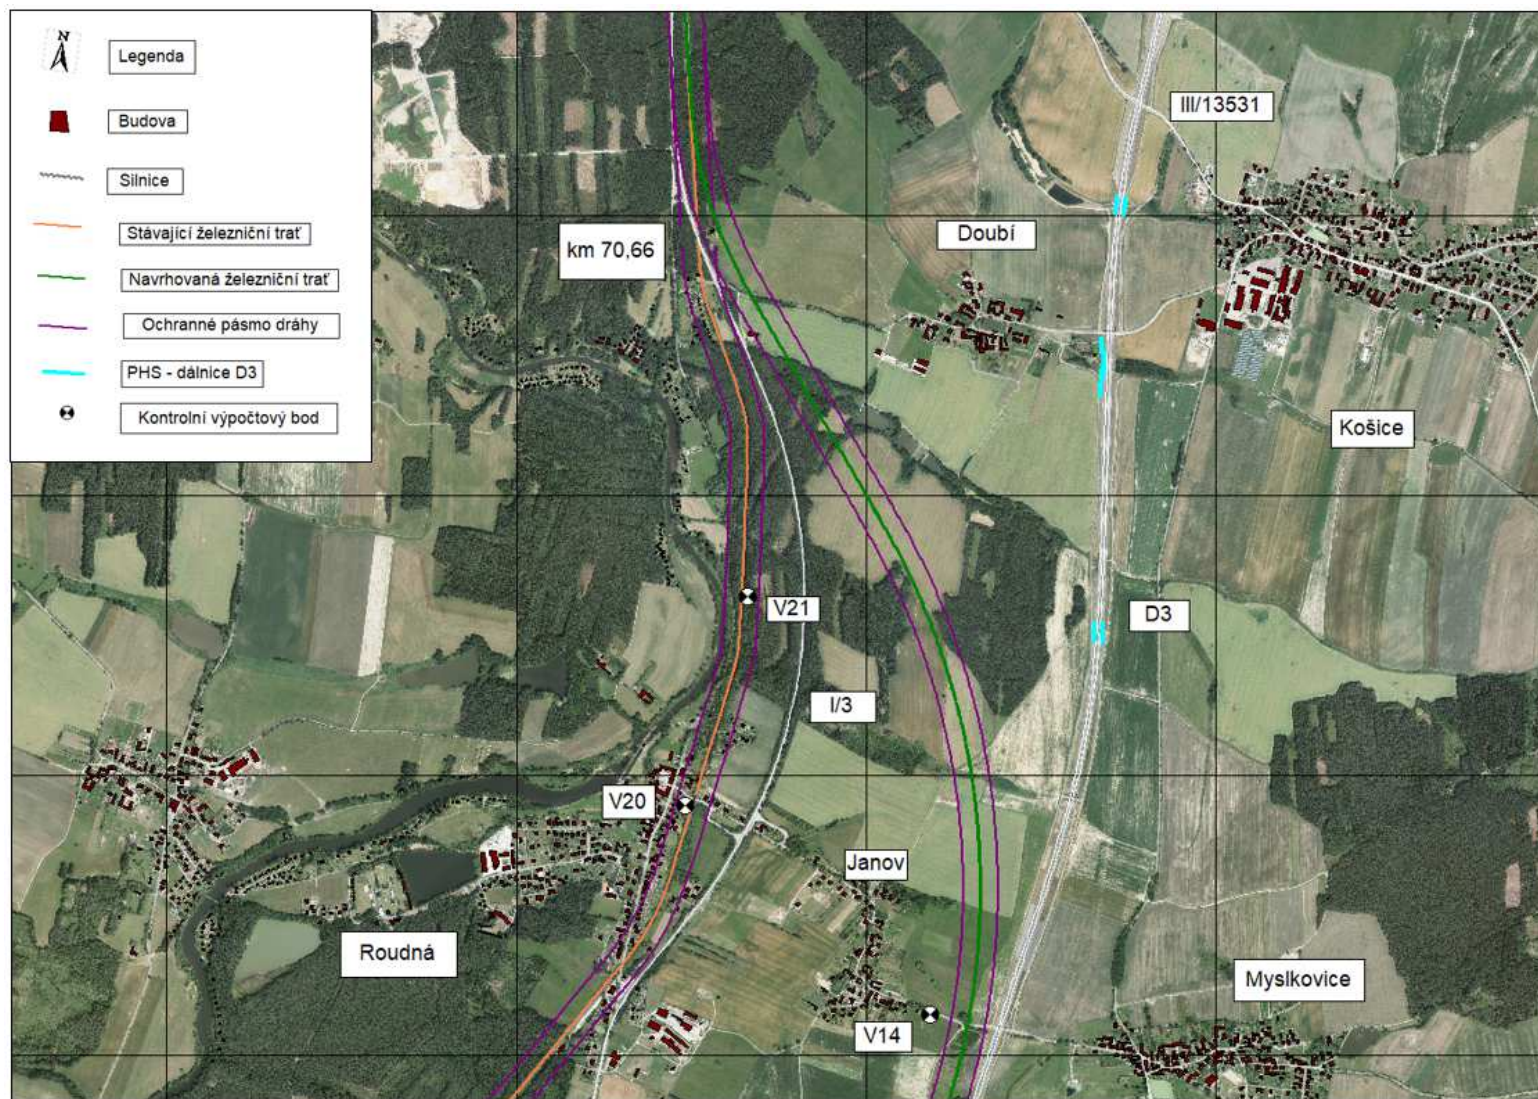 N
Legenda
Budova
Silnice
Stávající železniční trať
Navrhovaná železniční trať
Ochranné pásmo dráhy
PHS - dálnice D3
Kontrolní výpočtový bod
III/13531
Doubí
km 70,66
Košice
V21
D3
I/3
V20
Janov
Roudná
Myslkovice
V14